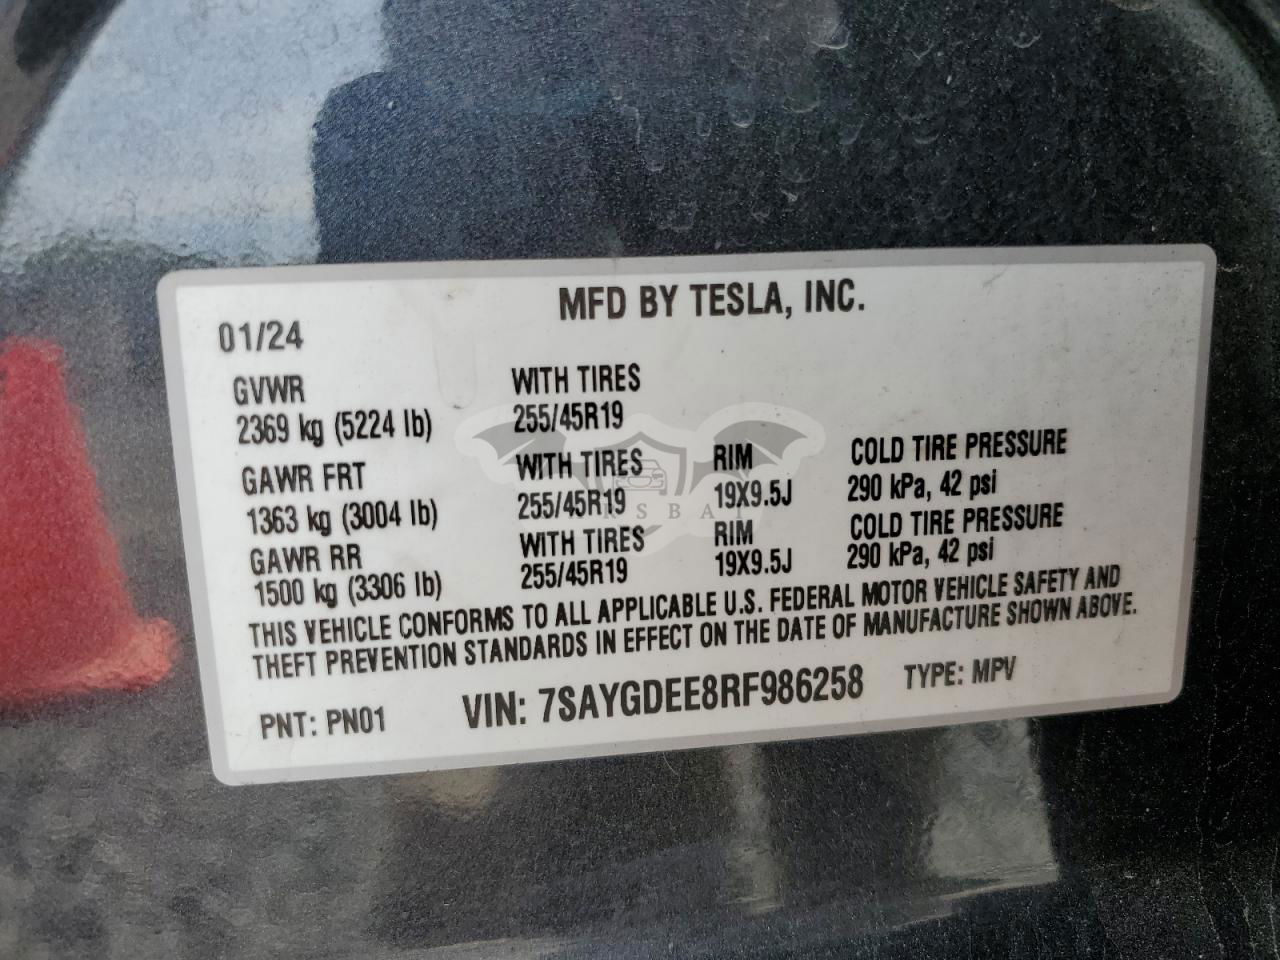 MFD BY TESLA, INC.
01/24
GVWR WITH TIRES
2369 kg (5224 lb) 255/45R19
GAWR FRT WITH TIRES RIM COLD TIRE PRESSURE
1363 kg (3004 lb) 255/45R19 19X9.5J 290 kPa, 42 psi
GAWR RR WITH TIRES RIM COLD TIRE PRESSURE
1500 kg (3306 lb) 255/45R19 19X9.5J 290 kPa, 42 psi
THIS VEHICLE CONFORMS TO ALL APPLICABLE U.S. FEDERAL MOTOR VEHICLE SAFETY AND
THEFT PREVENTION STANDARDS IN EFFECT ON THE DATE OF MANUFACTURE SHOWN ABOVE.
PNT: PN01 VIN: 7SAYGDEE8RF986258 TYPE: MPV